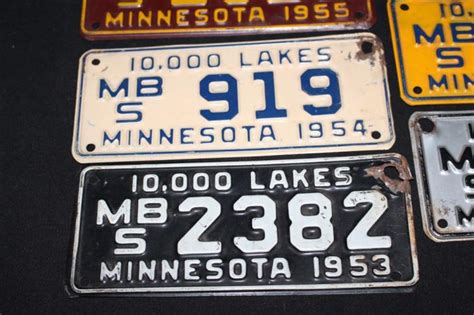 MINNESOTA 1955
10,000 LAKES
MB
S 919
MINNESOTA 1954
10,000 LAKES
MB
S 2382
MINNESOTA 1953